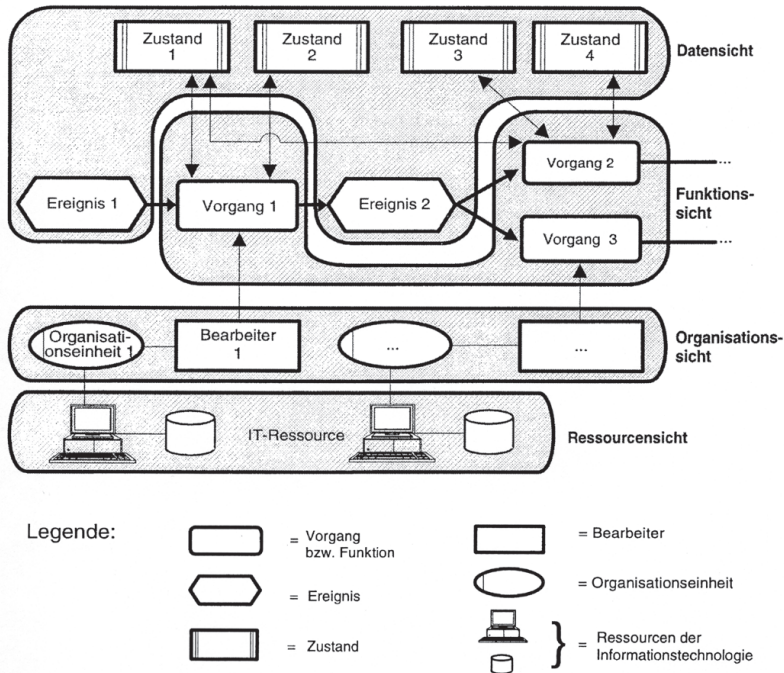 Zustand
1
Zustand
2
Zustand
3
Zustand
4
Datensicht
Ereignis 1
Vorgang 1
Ereignis 2
Vorgang 2
...
Vorgang 3
...
Funktions-
sicht
Organisati-
onseinheit 1
Bearbeiter
1
...
...
Organisations-
sicht
IT-Ressource
Ressourcensicht
Legende:
= Vorgang
bzw. Funktion
= Ereignis
= Zustand
= Bearbeiter
= Organisationseinheit
} = Ressourcen der
Informationstechnologie